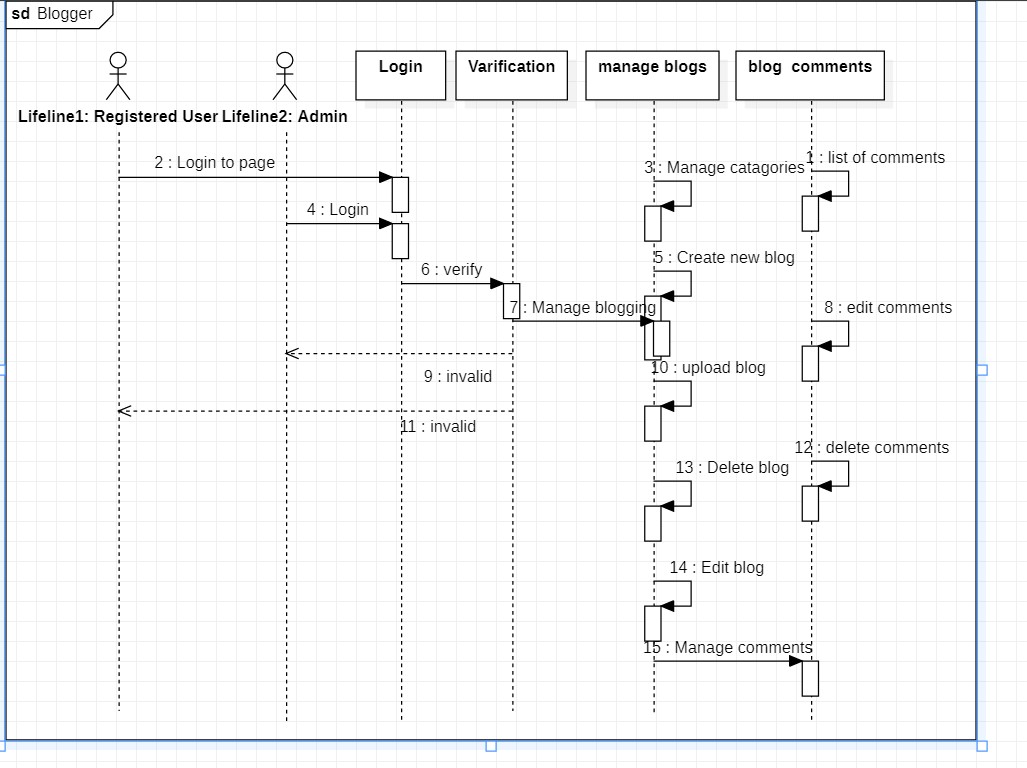 sd Blogger
Login
Varification
manage blogs
blog comments
Lifeline1: Registered User
Lifeline2: Admin
1 : list of comments
2 : Login to page
3 : Manage catagories
4 : Login
5 : Create new blog
6 : verify
7 : Manage blogging
8 : edit comments
9 : invalid
10 : upload blog
11 : invalid
12 : delete comments
13 : Delete blog
14 : Edit blog
15 : Manage comments